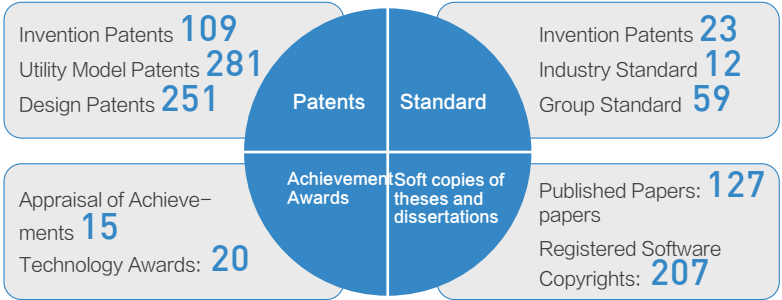 Invention Patents 109
Utility Model Patents 281
Design Patents 251
Patents
Standard
Invention Patents 23
Industry Standard 12
Group Standard 59
Appraisal of Achieve-
ments 15
Technology Awards: 20
Achievement
Awards
Soft copies of
theses and
dissertations
Published Papers: 127
papers
Registered Software
Copyrights: 207